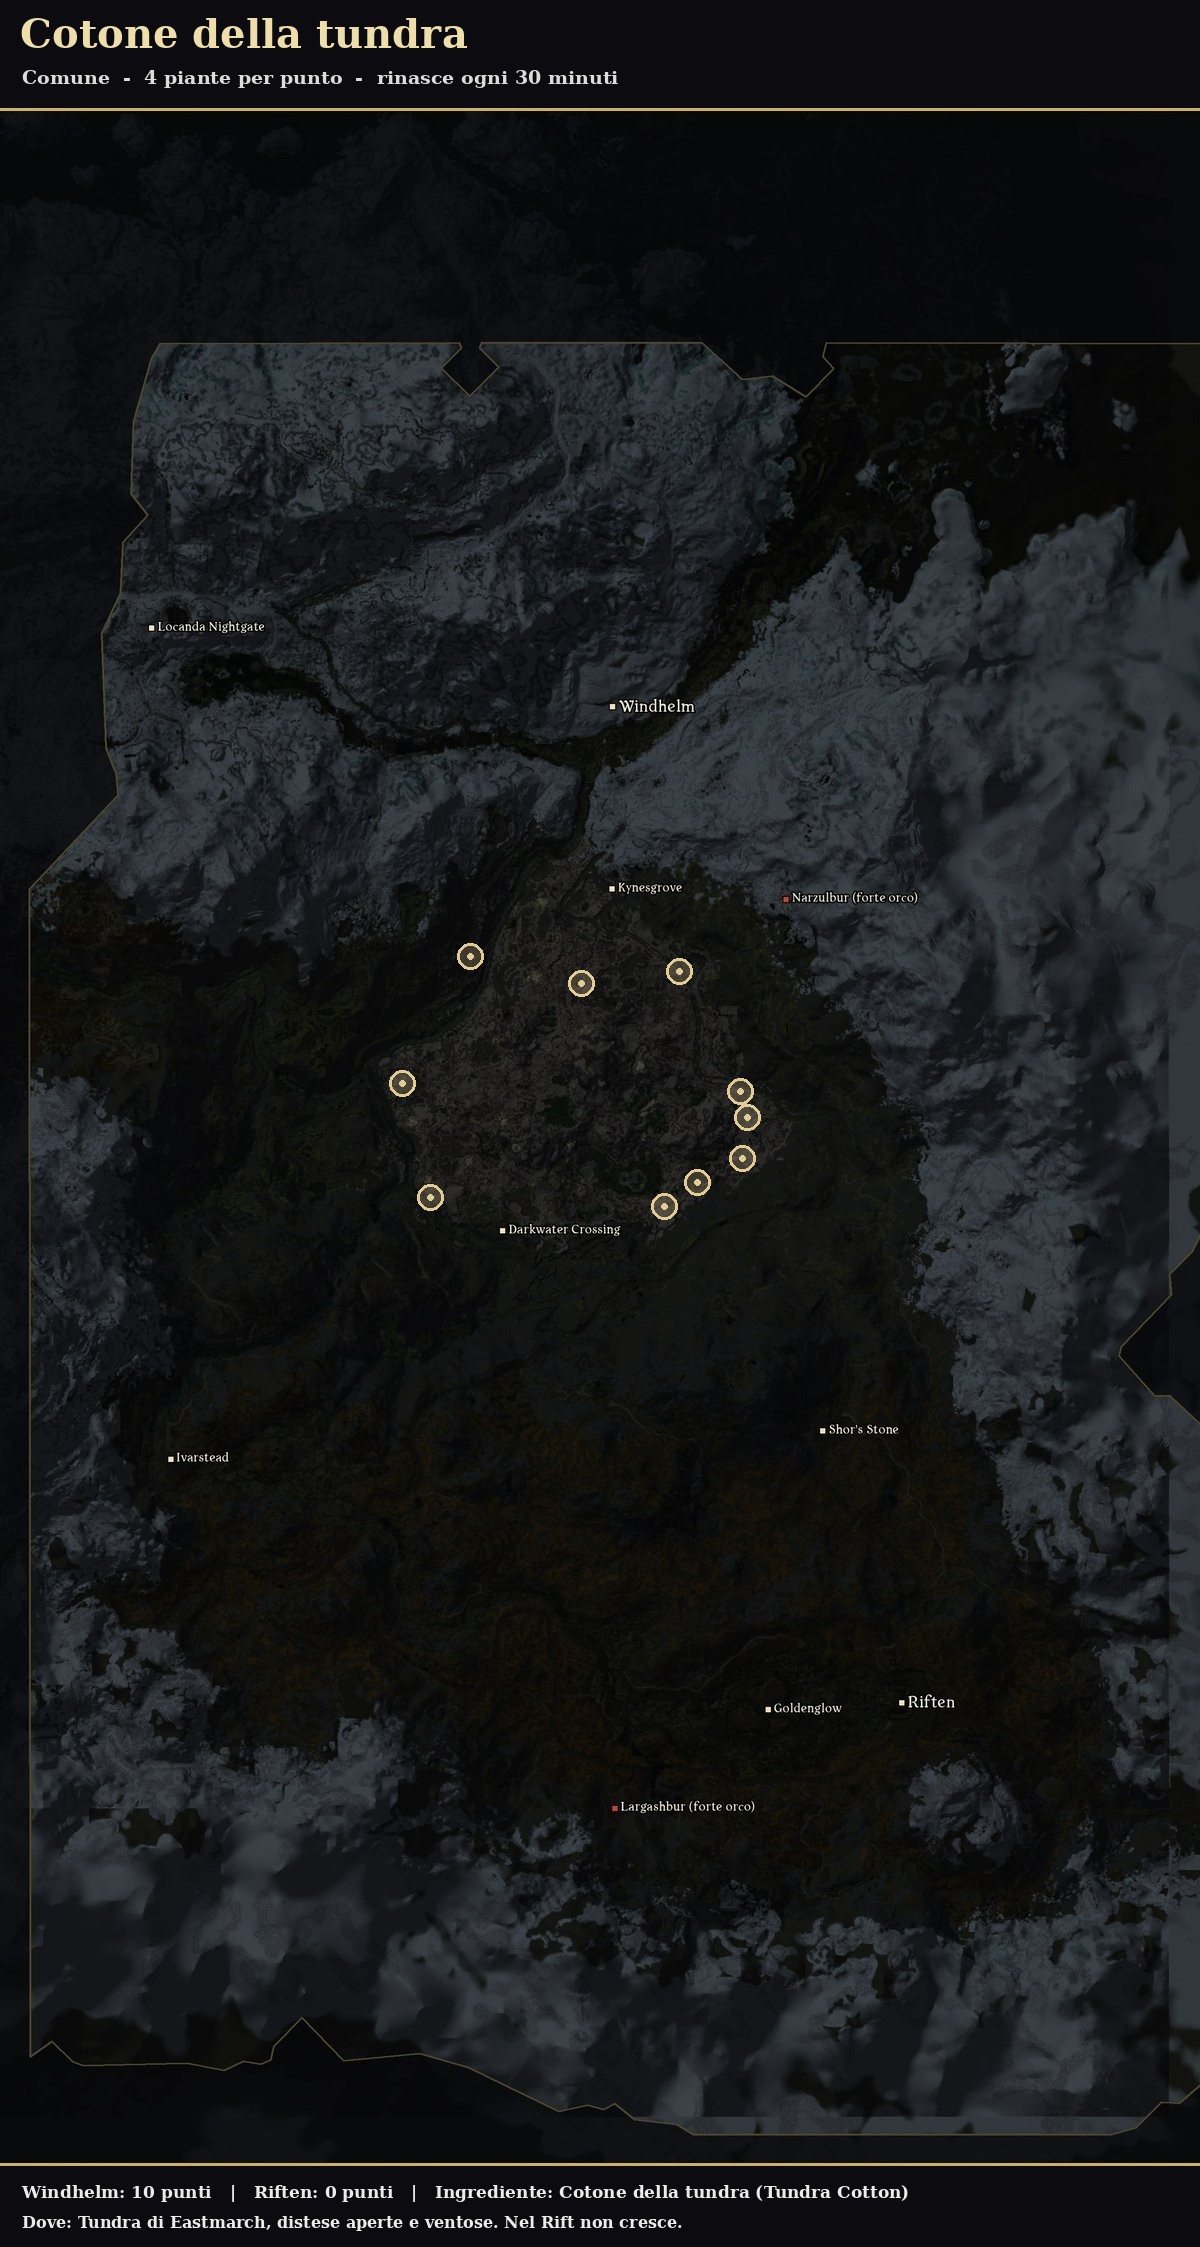 Cotone della tundra
Comune - 4 piante per punto - rinasce ogni 30 minuti
Locanda Nightgate
Windhelm
Kynesgrove
Narzulbur (forte orco)
Darkwater Crossing
Shor's Stone
Ivarstead
Goldenglow
Riften
Largashbur (forte orco)
Windhelm: 10 punti | Riften: 0 punti | Ingrediente: Cotone della tundra (Tundra Cotton)
Dove: Tundra di Eastmarch, distese aperte e ventose. Nel Rift non cresce.